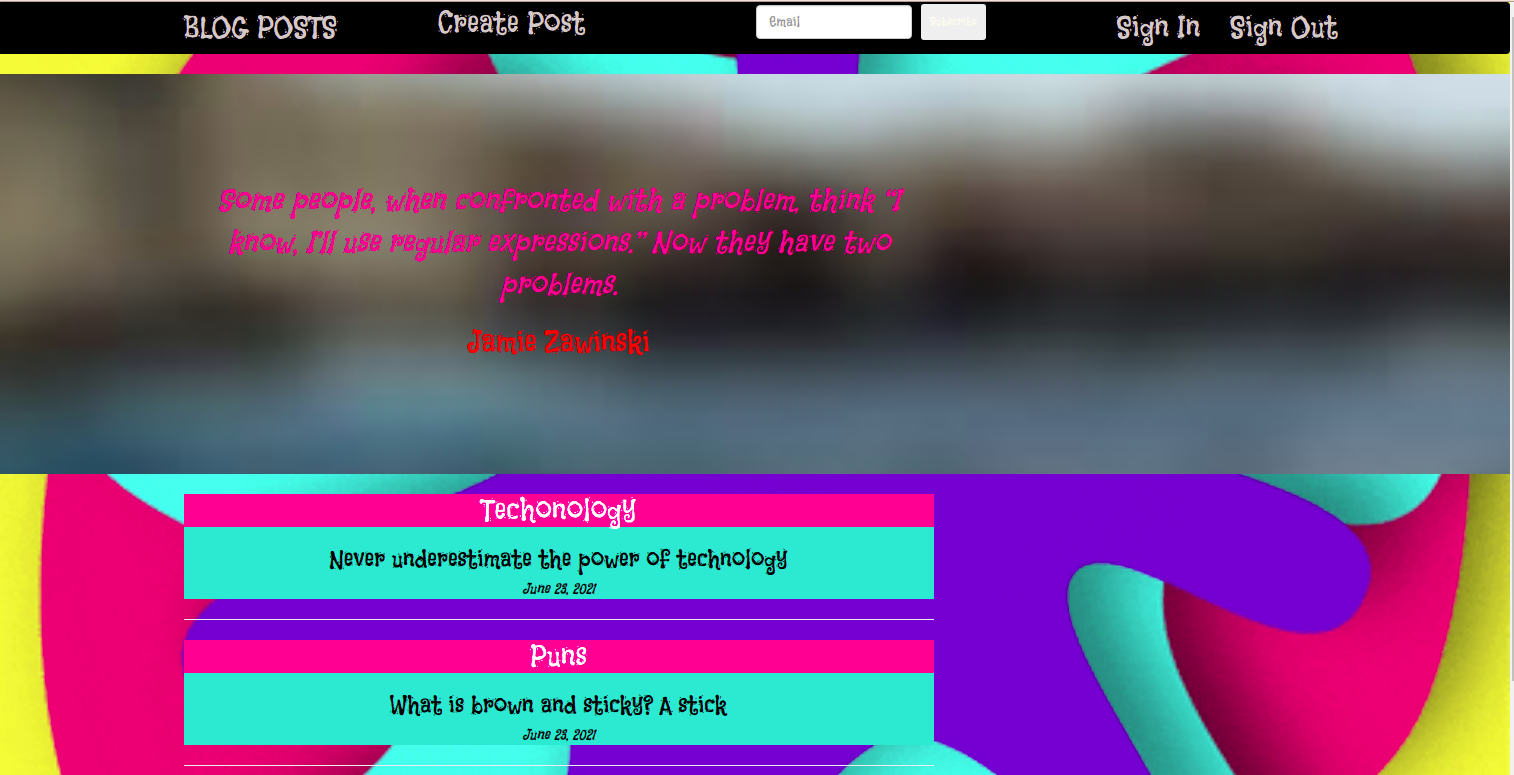 BLOG POSTS
Create Post
Email
Subscribe
Sign In
Sign Out
Some people, when confronted with a problem, think “I
know, I'll use regular expressions.” Now they have two
problems.
Jamie Zawinski
Techonology
Never underestimate the power of technology
June 23, 2021
Puns
What is brown and sticky? A stick
June 23, 2021